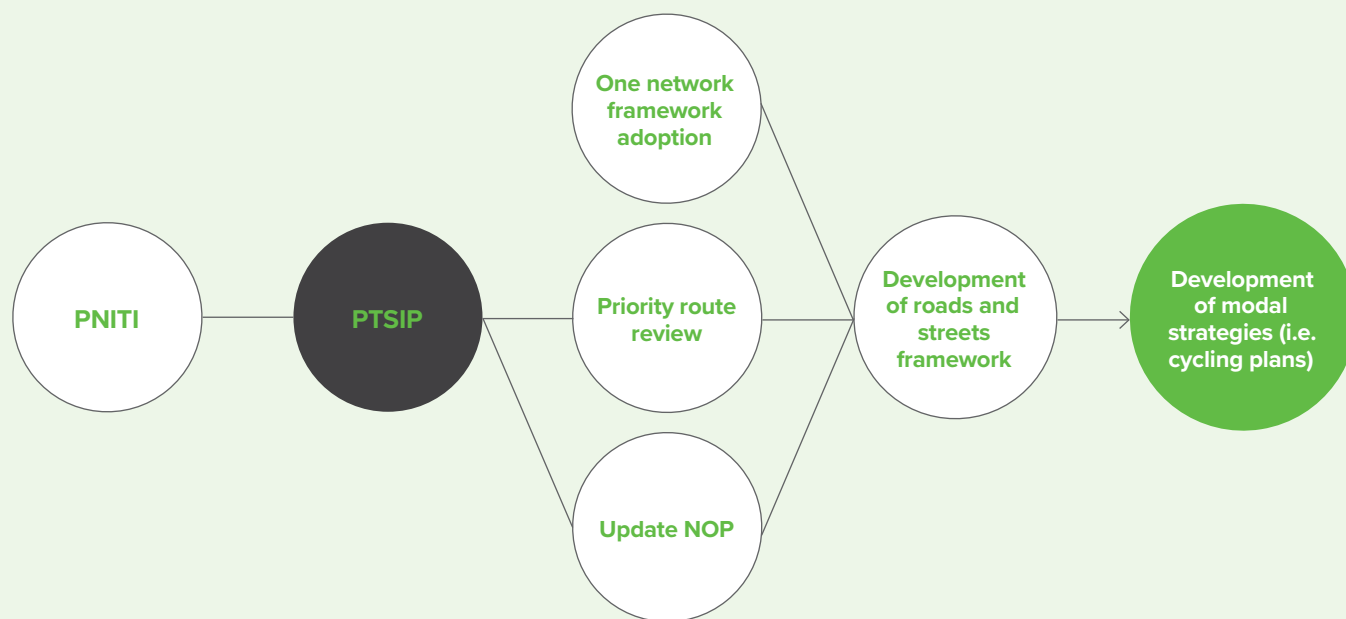 PNITI
PTSIP
One network
framework
adoption
Priority route
review
Update NOP
Development
of roads and
streets
framework
Development
of modal
strategies (i.e.
cycling plans)